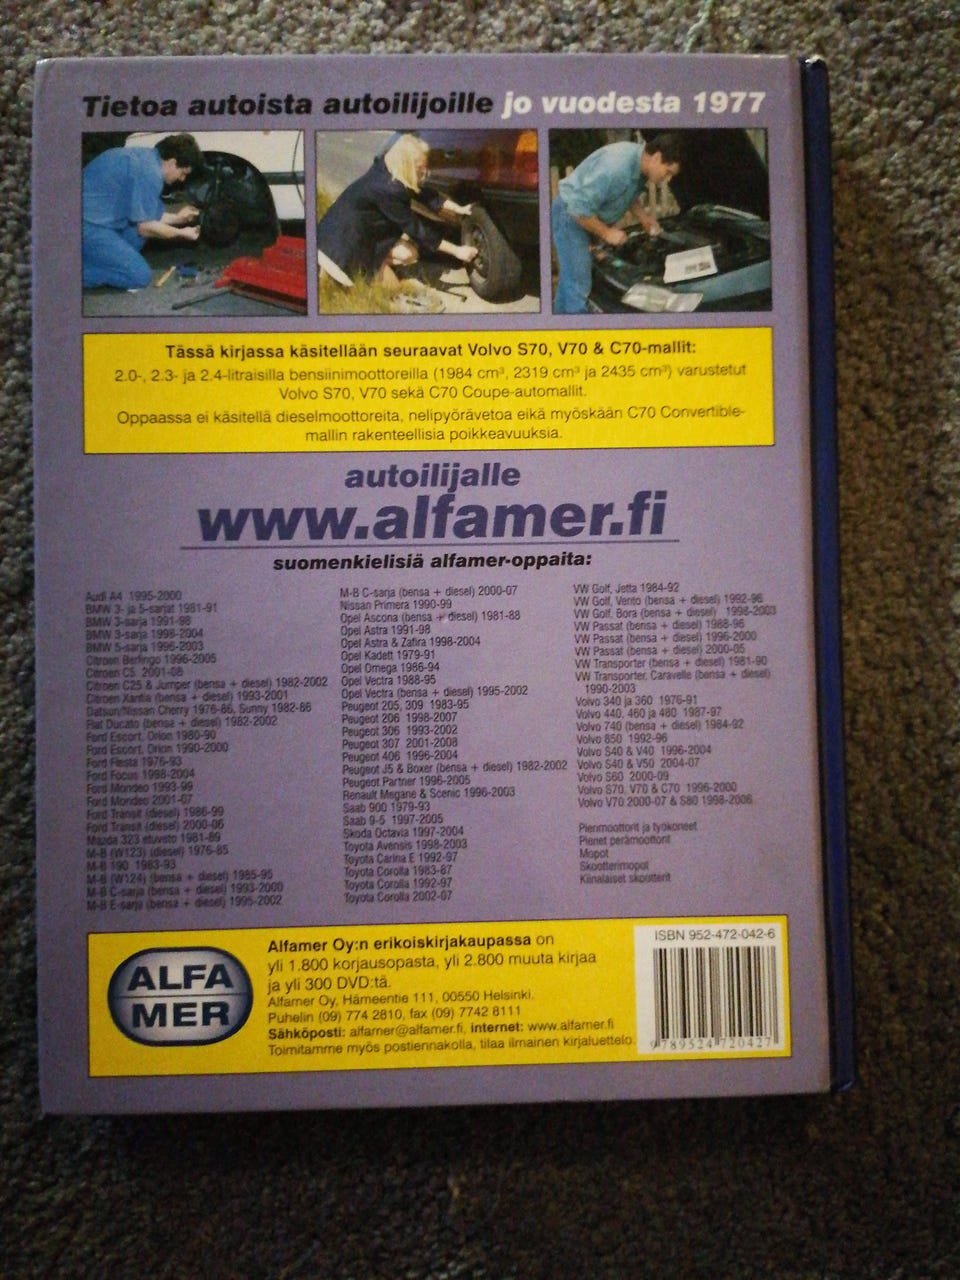 Tietoa autoista autoilijoille jo vuodesta 1977
Tässä kirjassa käsitellään seuraavat Volvo S70, V70 & C70-mallit:
2.0-, 2.3- ja 2.4-litraisilla bensiinimoottoreilla (1984 cm³, 2319 cm³ ja 2435 cm³) varustetut
Volvo S70, V70 sekä C70 Coupe-automallit.
Oppaassa ei käsitellä dieselmoottoreita, nelipyörävetoa eikä myöskään C70 Convertible-
mallin rakenteellisia poikkeavuuksia.
autoilijalle
www.alfamer.fi
suomenkielisiä alfamer-oppaita:
Audi A4 1995-2000
BMW 3- ja 5-sarjat 1981-91
BMW 3-sarja 1991-98
BMW 3-sarja 1998-2004
BMW 5-sarja 1996-2003
Citroen Berlingo 1996-2005
Citroen C5 2001-08
Citroen C25 & Jumper (bensa + diesel) 1982-2002
Citroen Xantia (bensa + diesel) 1993-2001
Datsun/Nissan Cherry 1976-86, Sunny 1982-86
Fiat Ducato (bensa + diesel) 1982-2002
Ford Escort, Orion 1980-90
Ford Escort, Orion 1990-2000
Ford Fiesta 1976-93
Ford Focus 1998-2004
Ford Mondeo 1993-99
Ford Mondeo 2001-07
Ford Transit (diesel) 1986-99
Ford Transit (diesel) 2000-06
Mazda 323 etuveto 1981-89
M-B (W123) (diesel) 1976-85
M-B 190 1983-93
M-B (W124) (bensa + diesel) 1985-95
M-B C-sarja (bensa + diesel) 1993-2000
M-B E-sarja (bensa + diesel) 1995-2002
M-B C-sarja (bensa + diesel) 2000-07
Nissan Primera 1990-99
Opel Ascona (bensa + diesel) 1981-88
Opel Astra 1991-98
Opel Astra & Zafira 1998-2004
Opel Kadett 1979-91
Opel Omega 1986-94
Opel Vectra 1988-95
Opel Vectra (bensa + diesel) 1995-2002
Peugeot 205, 309 1983-95
Peugeot 206 1998-2007
Peugeot 306 1993-2002
Peugeot 307 2001-2008
Peugeot 406 1996-2004
Peugeot J5 & Boxer (bensa + diesel) 1982-2002
Peugeot Partner 1996-2005
Renault Megane & Scenic 1996-2003
Saab 900 1979-93
Saab 9-5 1997-2005
Skoda Octavia 1997-2004
Toyota Avensis 1998-2003
Toyota Carina E 1992-97
Toyota Corolla 1983-87
Toyota Corolla 1992-97
Toyota Corolla 2002-07
VW Golf, Jetta 1984-92
VW Golf, Vento (bensa + diesel) 1992-98
VW Golf, Bora (bensa + diesel) 1998-2003
VW Passat (bensa + diesel) 1988-96
VW Passat (bensa + diesel) 1996-2000
VW Passat (bensa + diesel) 2000-05
VW Transporter (bensa + diesel) 1981-90
VW Transporter, Caravelle (bensa + diesel)
1990-2003
Volvo 340 ja 360 1976-91
Volvo 440, 460 ja 480 1987-97
Volvo 740 (bensa + diesel) 1984-92
Volvo 850 1992-96
Volvo S40 & V40 1996-2004
Volvo S40 & V50 2004-07
Volvo S60 2000-09
Volvo S70, V70 & C70 1996-2000
Volvo V70 2000-07 & S80 1998-2006
Pienmoottorit ja työkoneet
Pienet perämoottorit
Mopot
Skootterimopot
Kiinalaiset skootterit
ALFA
MER
Alfamer Oy:n erikoiskirjakaupassa on
yli 1.800 korjausopasta, yli 2.800 muuta kirjaa
ja yli 300 DVD:tä.
Alfamer Oy, Hämeentie 111, 00550 Helsinki.
Puhelin (09) 774 2810, fax (09) 7742 8111
Sähköposti: alfamer@alfamer.fi, internet: www.alfamer.fi
Toimitamme myös postiennakolla, tilaa ilmainen kirjaluettelo.
ISBN 952-472-042-6
9 789524 720427